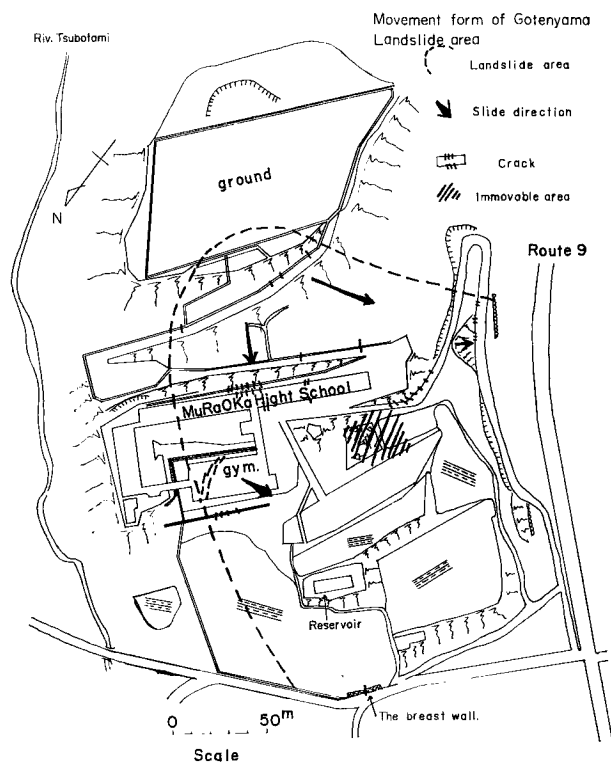 Movement form of Gotenyama
Landslide area
Landslide area
Slide direction
Crack
Immovable area
Riv. Tsubotami
N
ground
Route 9
MuRaOKa Hight School
gym.
Reservoir
The breast wall.
0 50m
Scale